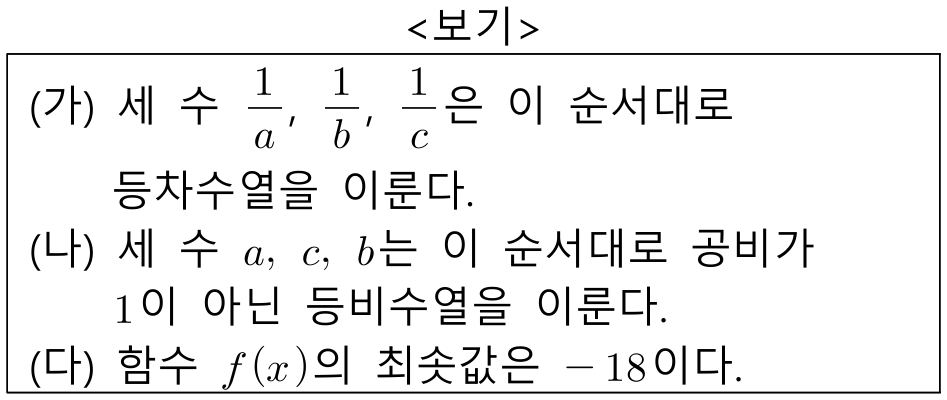 <보기>
(가) 세 수 1/a, 1/b, 1/c은 이 순서대로
등차수열을 이룬다.
(나) 세 수 a, c, b는 이 순서대로 공비가
1이 아닌 등비수열을 이룬다.
(다) 함수 f(x)의 최솟값은 -18이다.